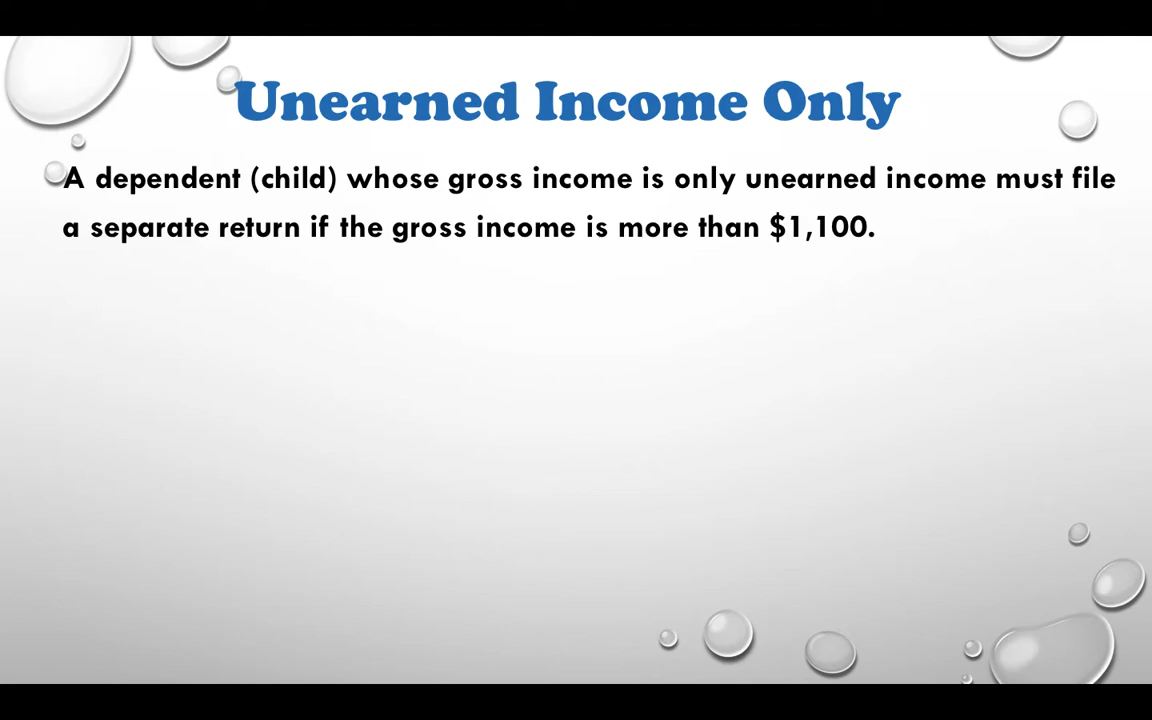 Unearned Income Only
A dependent (child) whose gross income is only unearned income must file
a separate return if the gross income is more than $1,100.